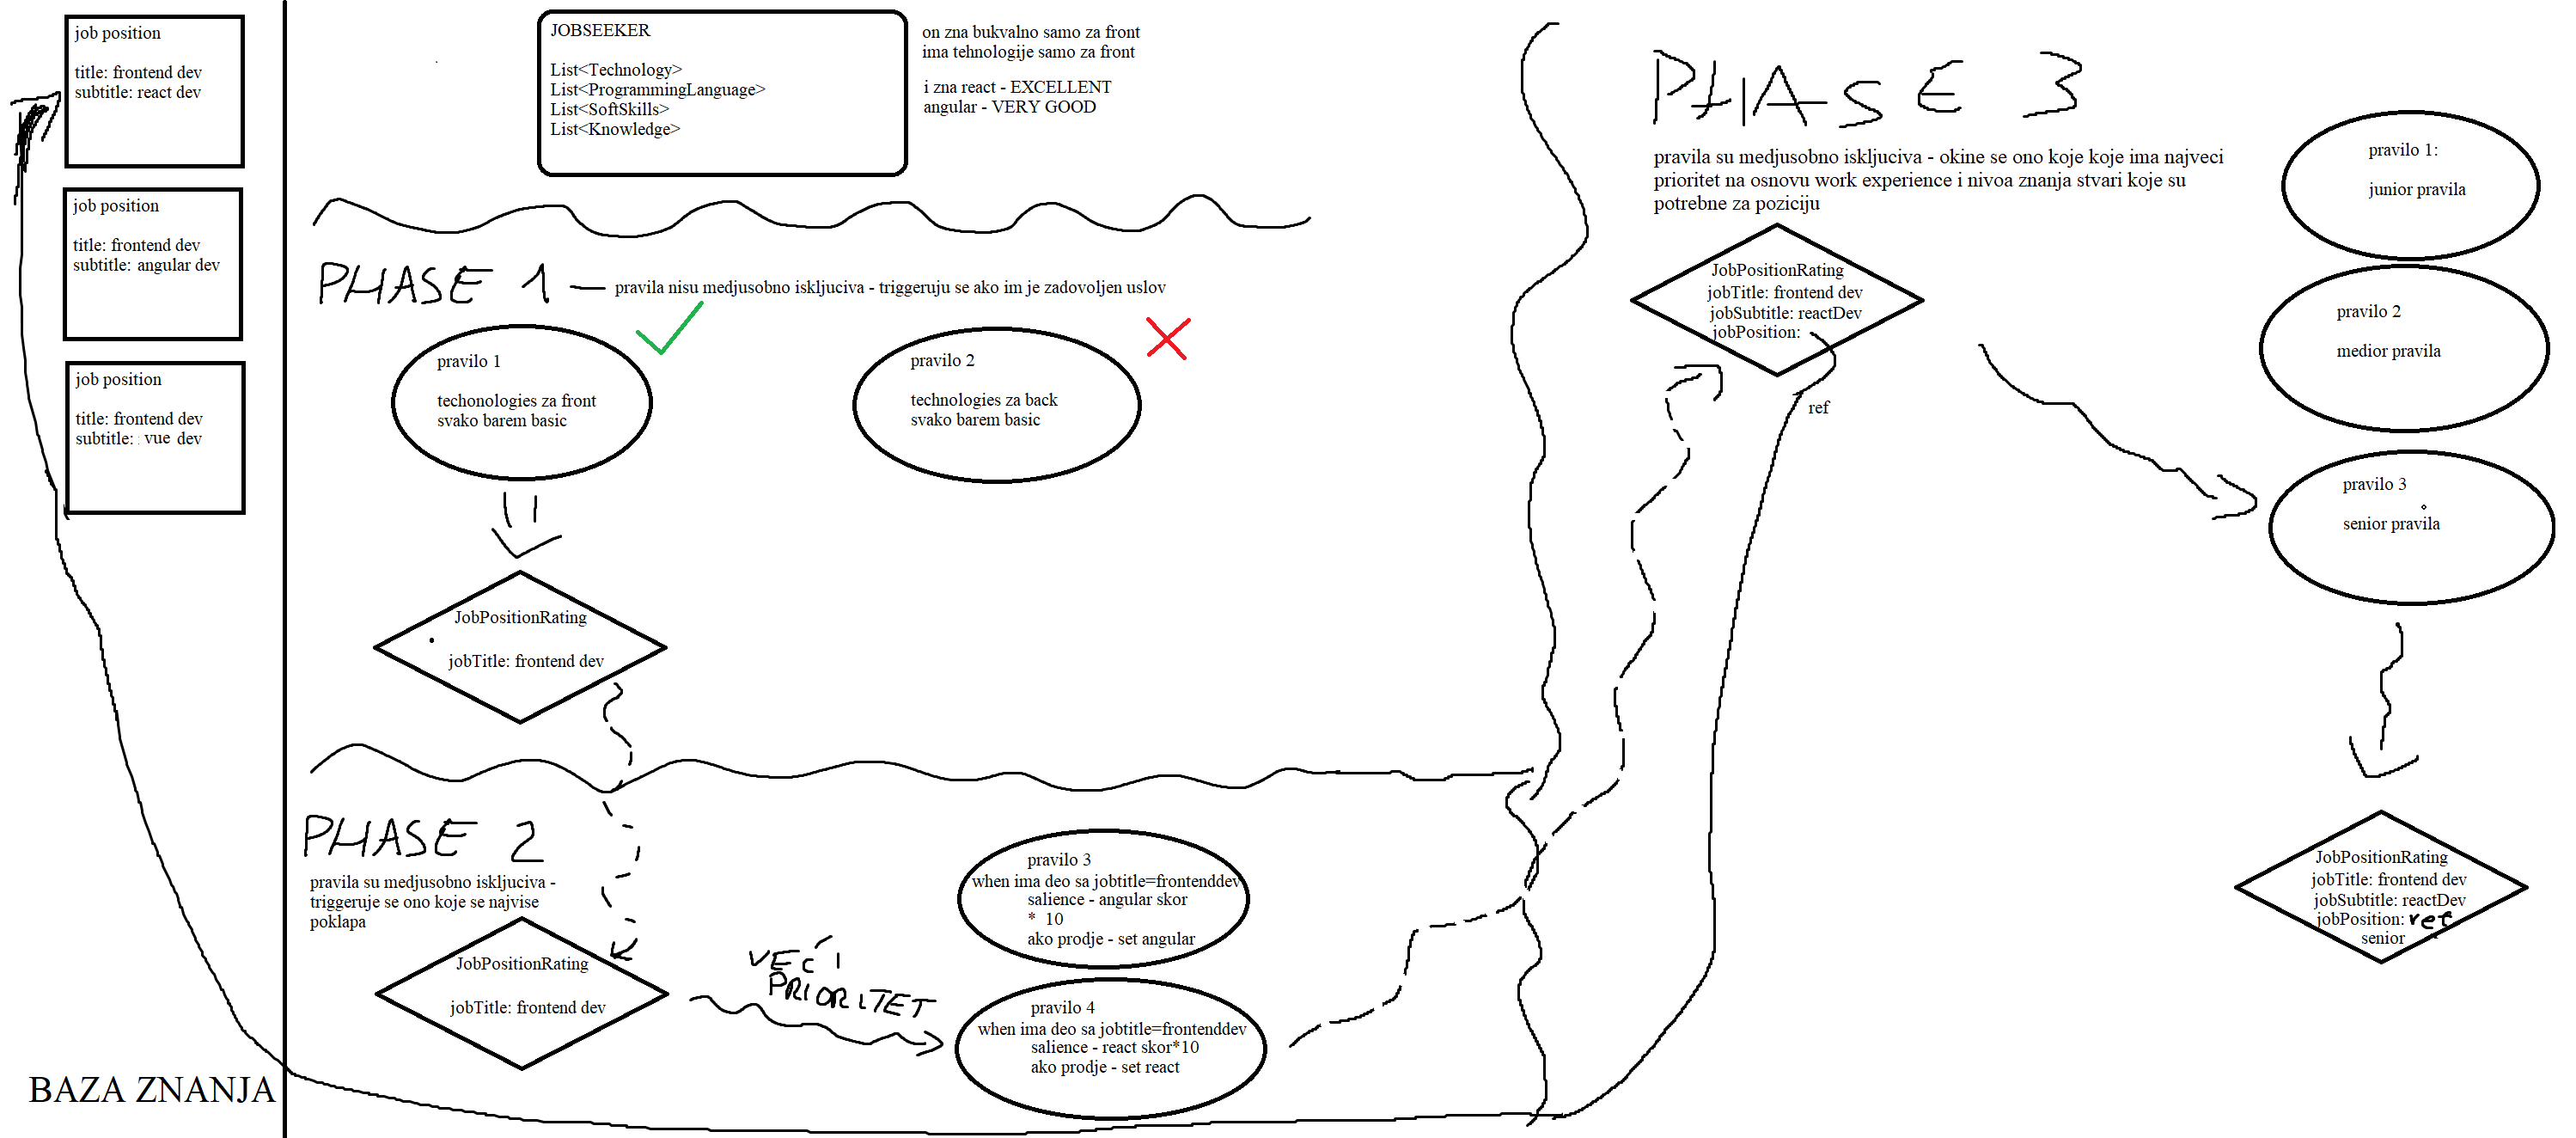 job position
title: frontend dev
subtitle: react dev
job position
title: frontend dev
subtitle: angular dev
job position
title: frontend dev
subtitle: vue dev
BAZA ZNANJA
JOBSEEKER
List<Technology>
List<ProgrammingLanguage>
List<SoftSkills>
List<Knowledge>
on zna bukvalno samo za front
ima tehnologije samo za front
i zna react - EXCELLENT
angular - VERY GOOD
PHASE 1
pravila nisu medjusobno iskljuciva - triggeruju se ako im je zadovoljen uslov
pravilo 1
techonologies za front
svako barem basic
pravilo 2
technologies za back
svako barem basic
JobPositionRating
jobTitle: frontend dev
PHASE 2
pravila su medjusobno iskljuciva -
triggeruje se ono koje se najvise
poklapa
JobPositionRating
jobTitle: frontend dev
VEĆI
PRIORITET
pravilo 3
when ima deo sa jobtitle=frontenddev
salience - angular skor
* 10
ako prodje - set angular
pravilo 4
when ima deo sa jobtitle=frontenddev
salience - react skor*10
ako prodje - set react
PHASE 3
pravila su medjusobno iskljuciva - okine se ono koje koje ima najveci
prioritet na osnovu work experience i nivoa znanja stvari koje su
potrebne za poziciju
JobPositionRating
jobTitle: frontend dev
jobSubtitle: reactDev
jobPosition:
ref
pravilo 1:
junior pravila
pravilo 2
medior pravila
pravilo 3
senior pravila
JobPositionRating
jobTitle: frontend dev
jobSubtitle: reactDev
jobPosition: ref
senior